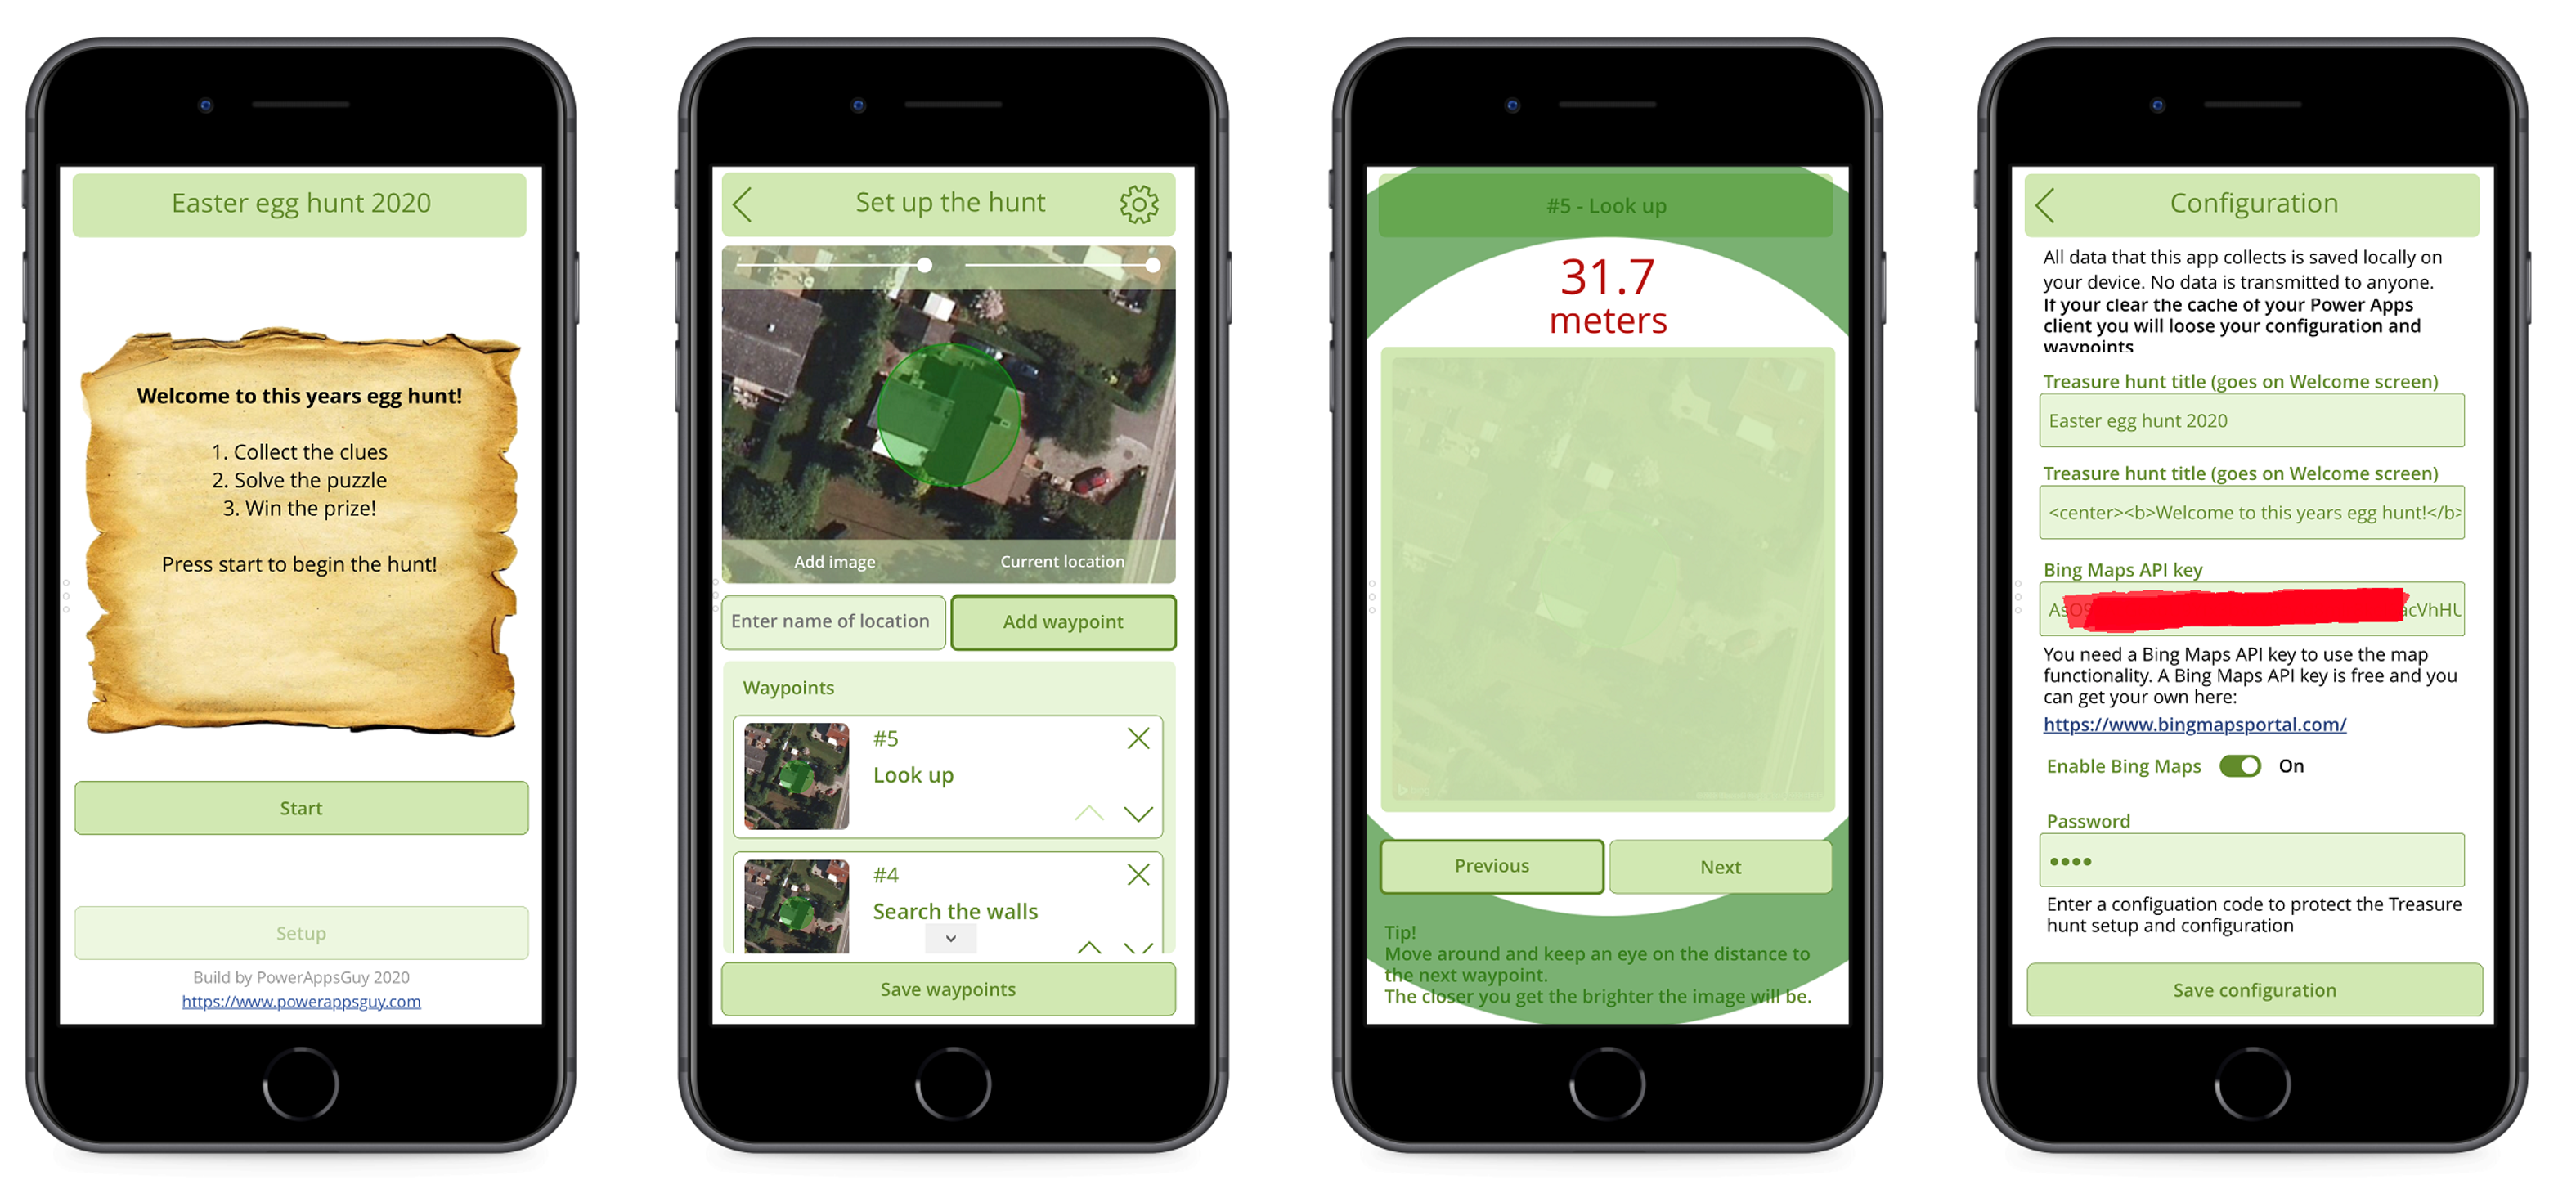 Easter egg hunt 2020
Welcome to this years egg hunt!
1. Collect the clues
2. Solve the puzzle
3. Win the prize!
Press start to begin the hunt!
Start
Setup
Build by PowerAppsGuy 2020
https://www.powerappsguy.com
Set up the hunt
Add image
Current location
Enter name of location
Add waypoint
Waypoints
#5
Look up
#4
Search the walls
Save waypoints
#5 - Look up
31.7
meters
Previous
Next
Tip!
Move around and keep an eye on the distance to
the next waypoint.
The closer you get the brighter the image will be.
Configuration
All data that this app collects is saved locally on
your device. No data is transmitted to anyone.
If your clear the cache of your Power Apps
client you will loose your configuration and
waypoints
Treasure hunt title (goes on Welcome screen)
Easter egg hunt 2020
Treasure hunt title (goes on Welcome screen)
<center><b>Welcome to this years egg hunt!</b>
Bing Maps API key
You need a Bing Maps API key to use the map
functionality. A Bing Maps API key is free and you
can get your own here:
https://www.bingmapsportal.com/
Enable Bing Maps
On
Password
••••
Enter a configuation code to protect the Treasure
hunt setup and configuration
Save configuration